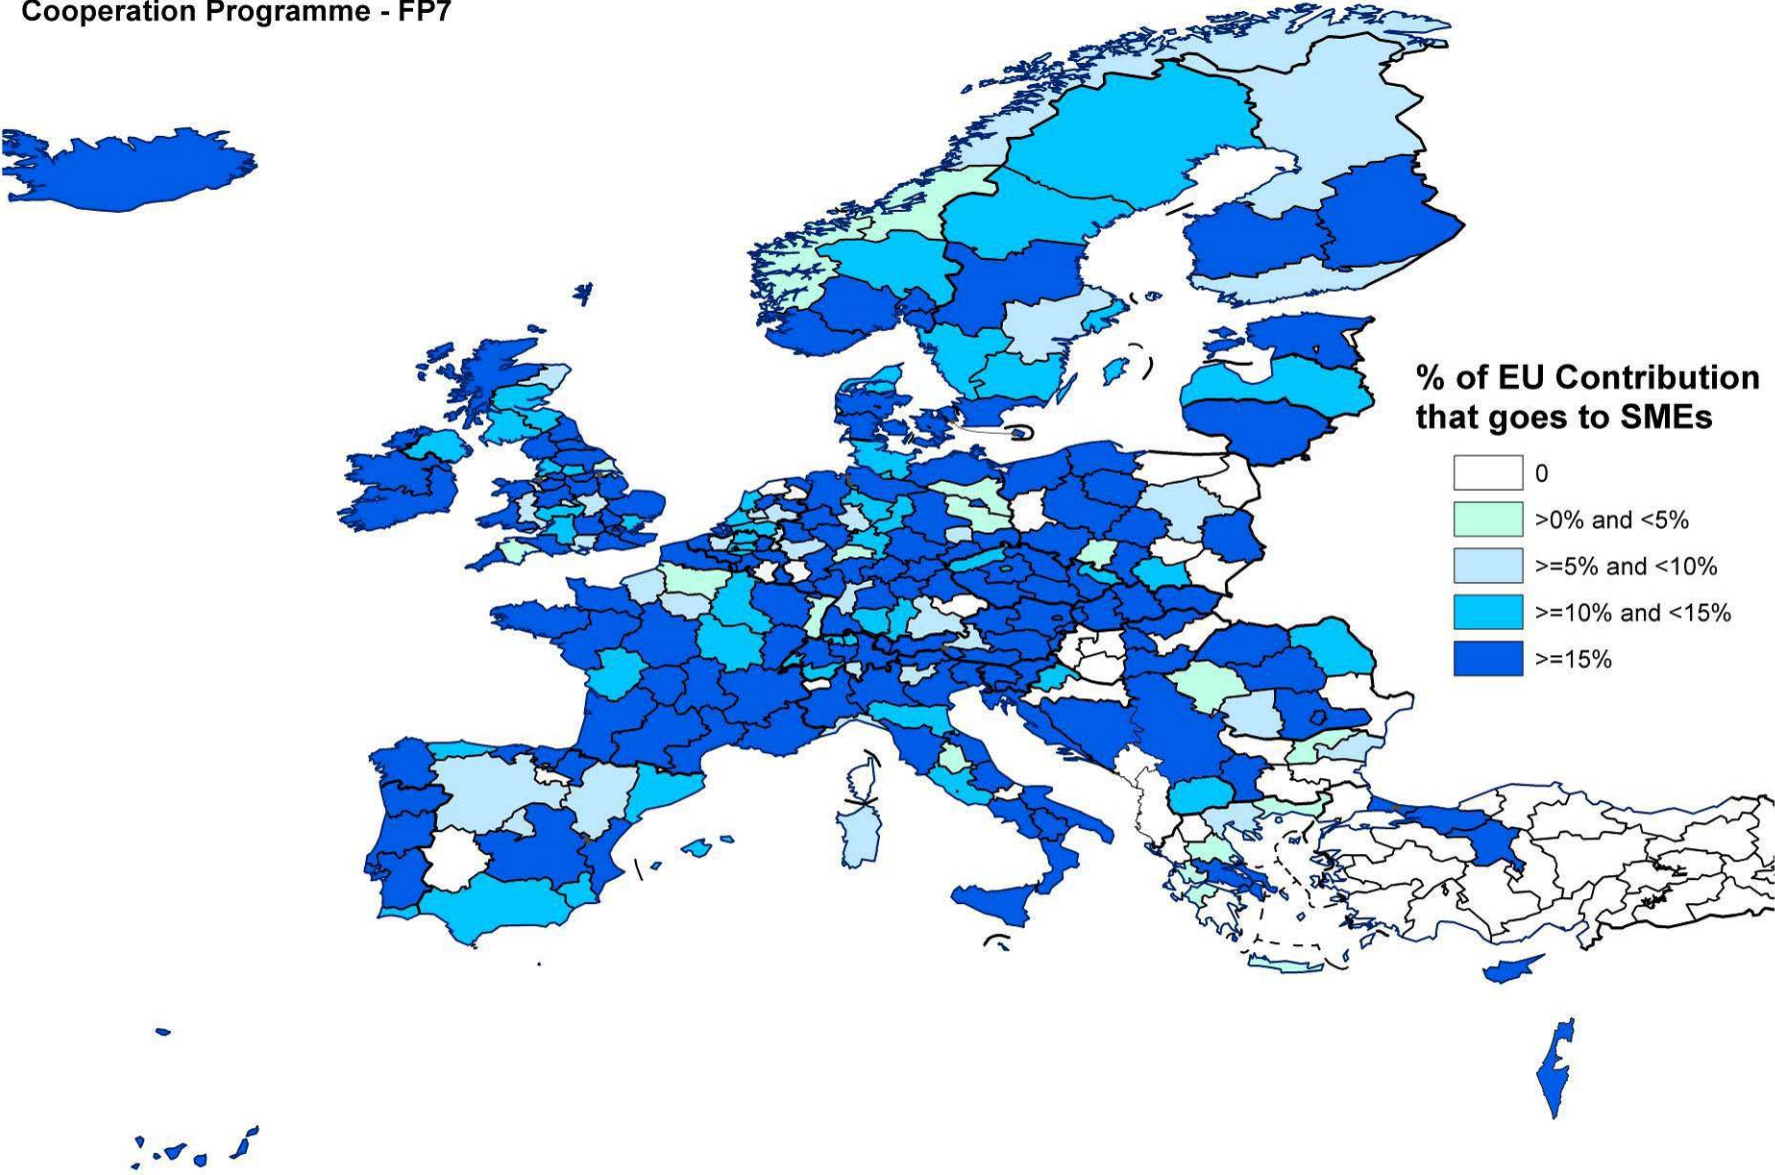 Cooperation Programme - FP7
% of EU Contribution
that goes to SMEs
0
>0% and <5%
>=5% and <10%
>=10% and <15%
>=15%